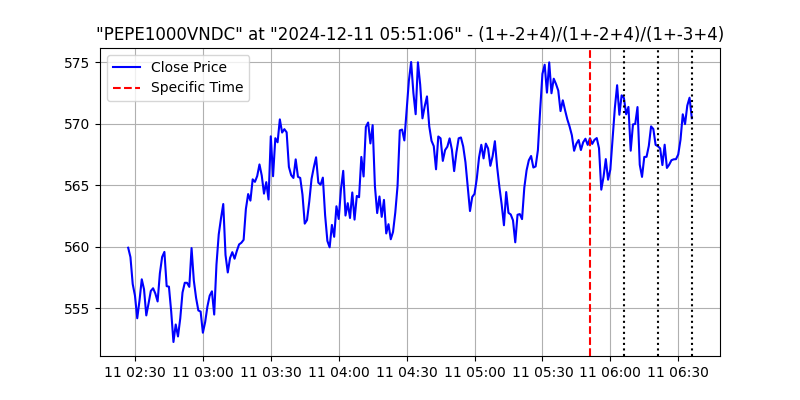 "PEPE1000VNDC" at "2024-12-11 05:51:06" - (1+-2+4)/(1+-2+4)/(1+-3+4)
Close Price
Specific Time
575
570
565
560
555
11 02:30 11 03:00 11 03:30 11 04:00 11 04:30 11 05:00 11 05:30 11 06:00 11 06:30